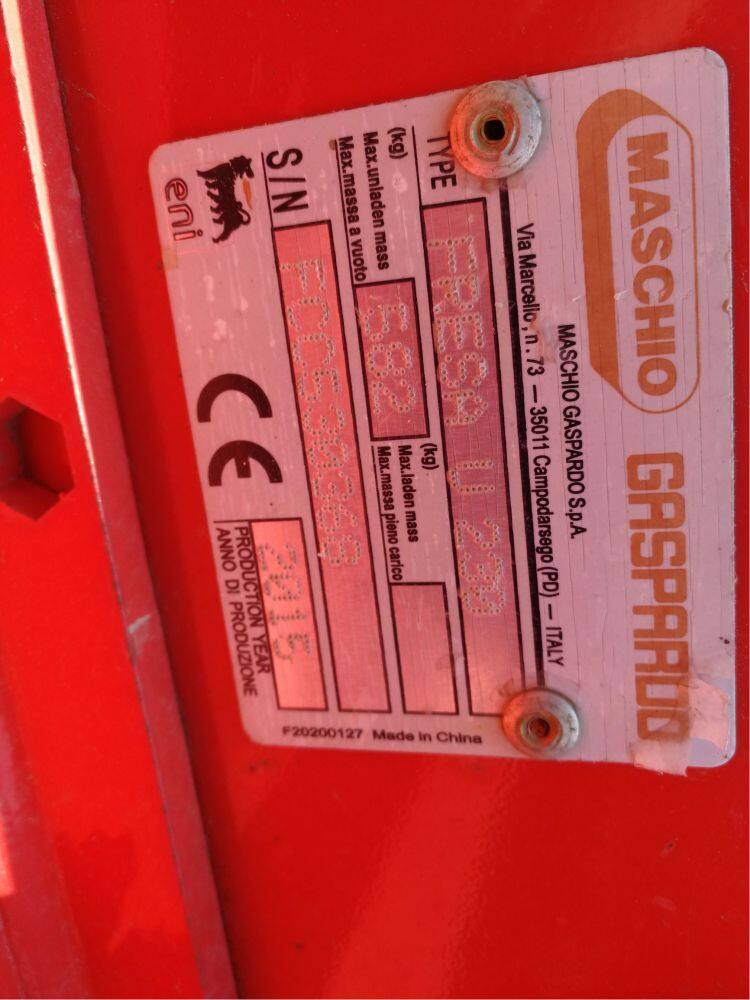 MASCHIO GASPARDO
MASCHIO GASPARDO S.p.A.
Via Marcello, n. 73 — 35011 Campodarsego (PD) — ITALY
TYPE FRESA U 230
(kg)
Max.unladen mass
Max.massa a vuoto
582
(kg)
Max.laden mass
Max.massa pieno carico
S/N FCC530368
eni
CE
2015
PRODUCTION YEAR
ANNO DI PRODUZIONE
F20200127 Made in China